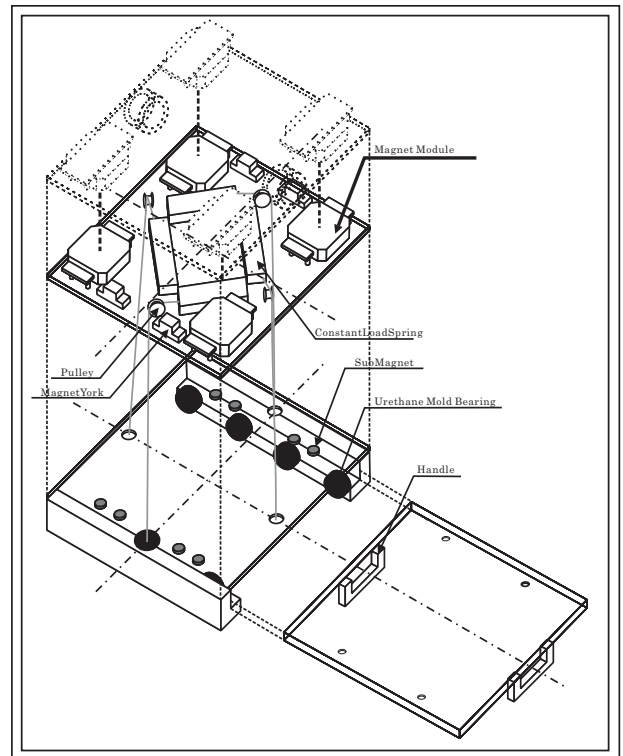 Magnet Module
ConstantLoadSpring
SubMagnet
Pulley
MagnetYork
Urethane Mold Bearing
Handle